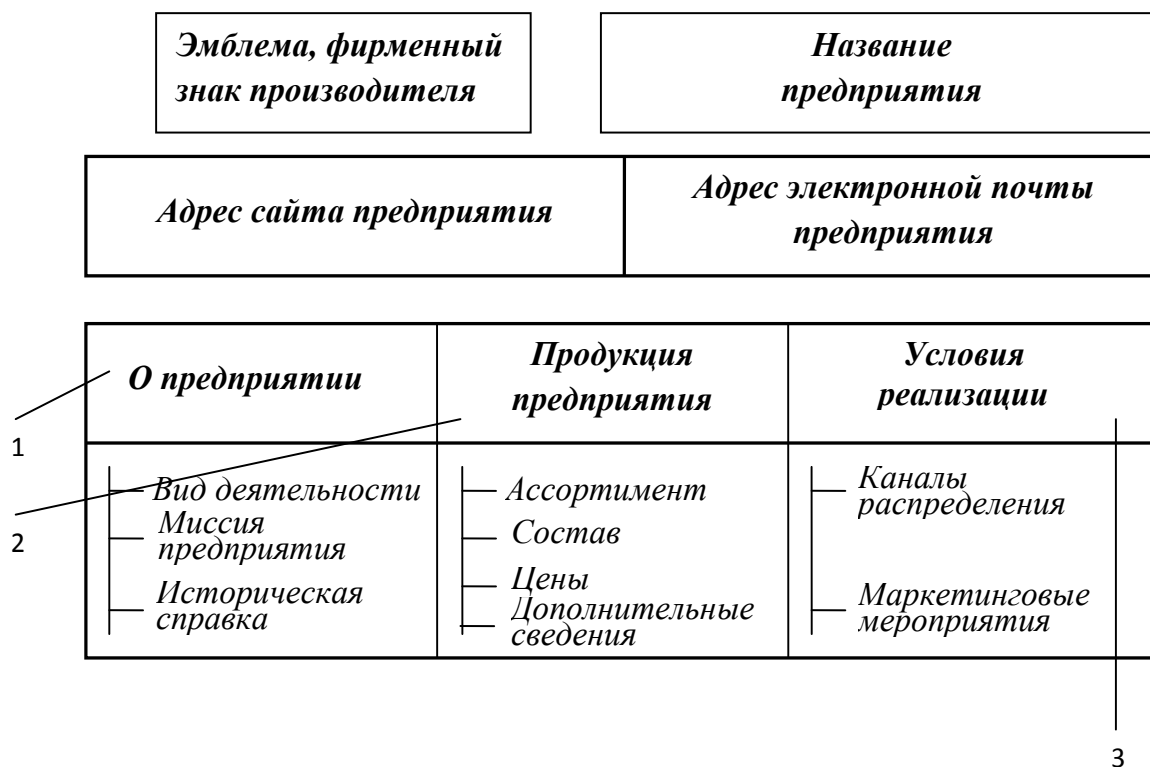 Эмблема, фирменный
знак производителя
Название
предприятия
Адрес сайта предприятия
Адрес электронной почты
предприятия
О предприятии
Продукция
предприятия
Условия
реализации
1
2
Вид деятельности
Миссия
предприятия
Историческая
справка
Ассортимент
Состав
Цены
Дополнительные
сведения
Каналы
распределения
Маркетинговые
мероприятия
3